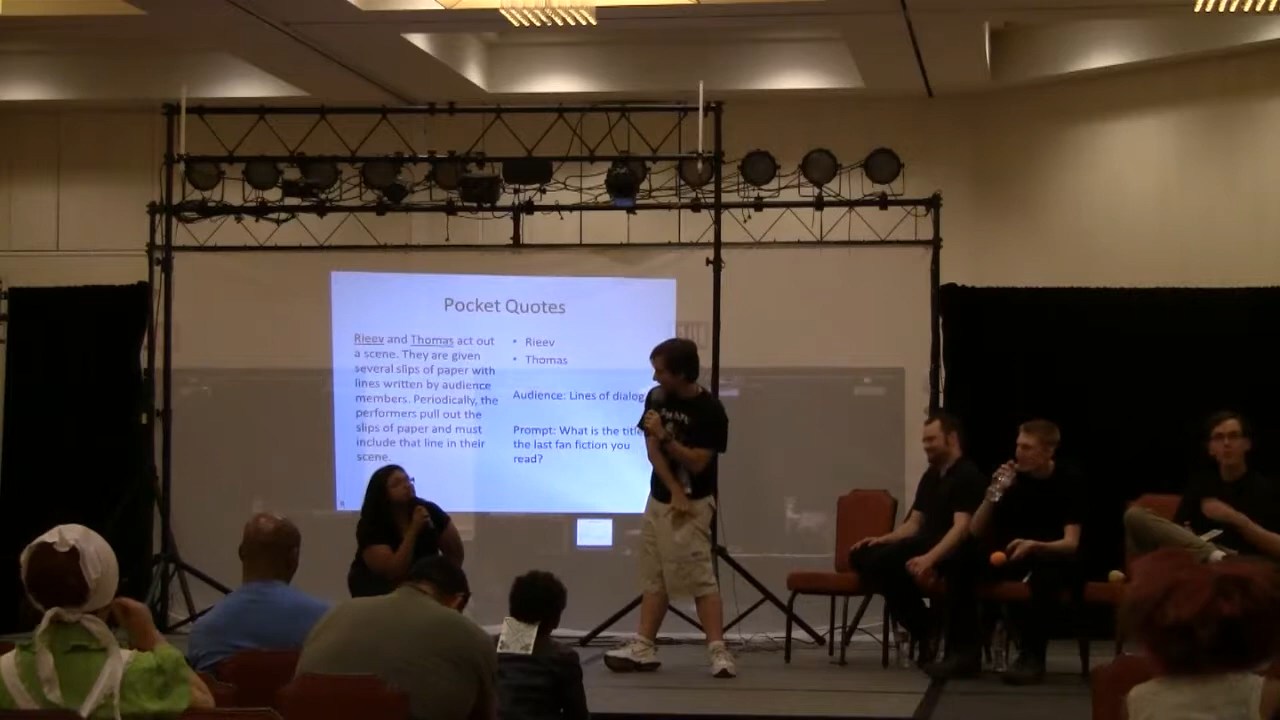 Pocket Quotes
Rieev and Thomas act out
a scene. They are given
several slips of paper with
lines written by audience
members. Periodically, the
performers pull out the
slips of paper and must
include that line in their
scene.
• Rieev
• Thomas
Audience: Lines of dialog
Prompt: What is the title
the last fan fiction you
read?